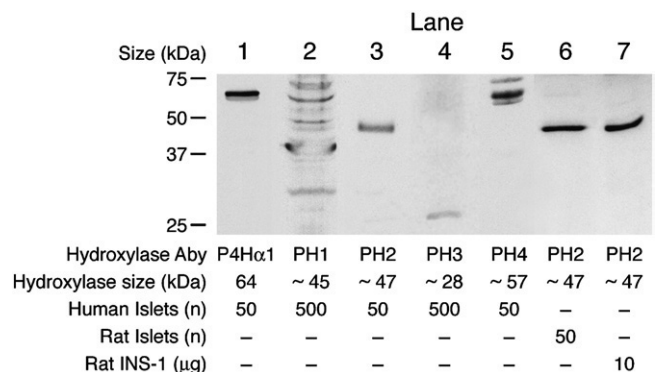 Lane
Size (kDa) 1 2 3 4 5 6 7
75
50
37
25
Hydroxylase Aby P4Hα1 PH1 PH2 PH3 PH4 PH2 PH2
Hydroxylase size (kDa) 64 ~ 45 ~ 47 ~ 28 ~ 57 ~ 47 ~ 47
Human Islets (n) 50 500 50 500 50 – –
Rat Islets (n) – – – – – 50 –
Rat INS-1 (µg) – – – – – – 10